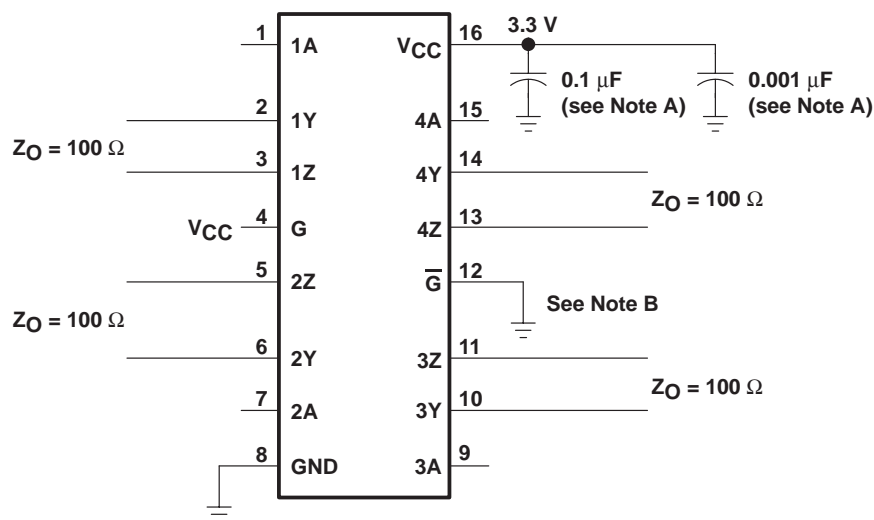 1 1A VCC 16 3.3 V
0.1 μF
(see Note A)
0.001 μF
(see Note A)
2 1Y 4A 15
ZO = 100 Ω
3 1Z 4Y 14
ZO = 100 Ω
VCC 4 G 4Z 13
5 2Z G̅ 12
See Note B
ZO = 100 Ω
6 2Y 3Z 11
ZO = 100 Ω
7 2A 3Y 10
8 GND 3A 9